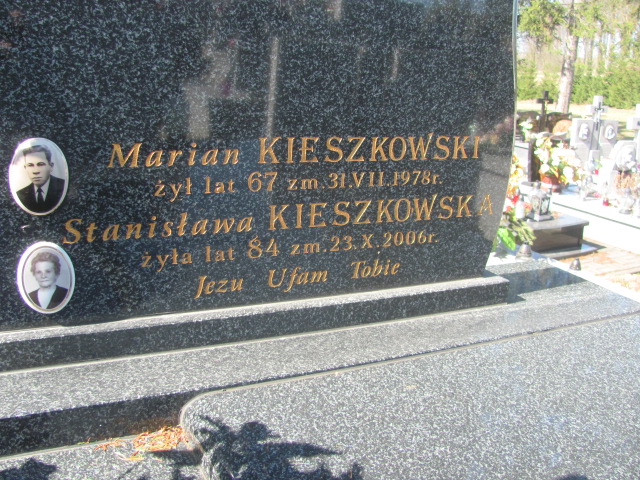 Marian KIESZKOWSKI
żył lat 67 zm. 31.VII.1978r.
Stanisława KIESZKOWSKA
żyła lat 84 zm. 23.X.2006r.
Jezu Ufam Tobie